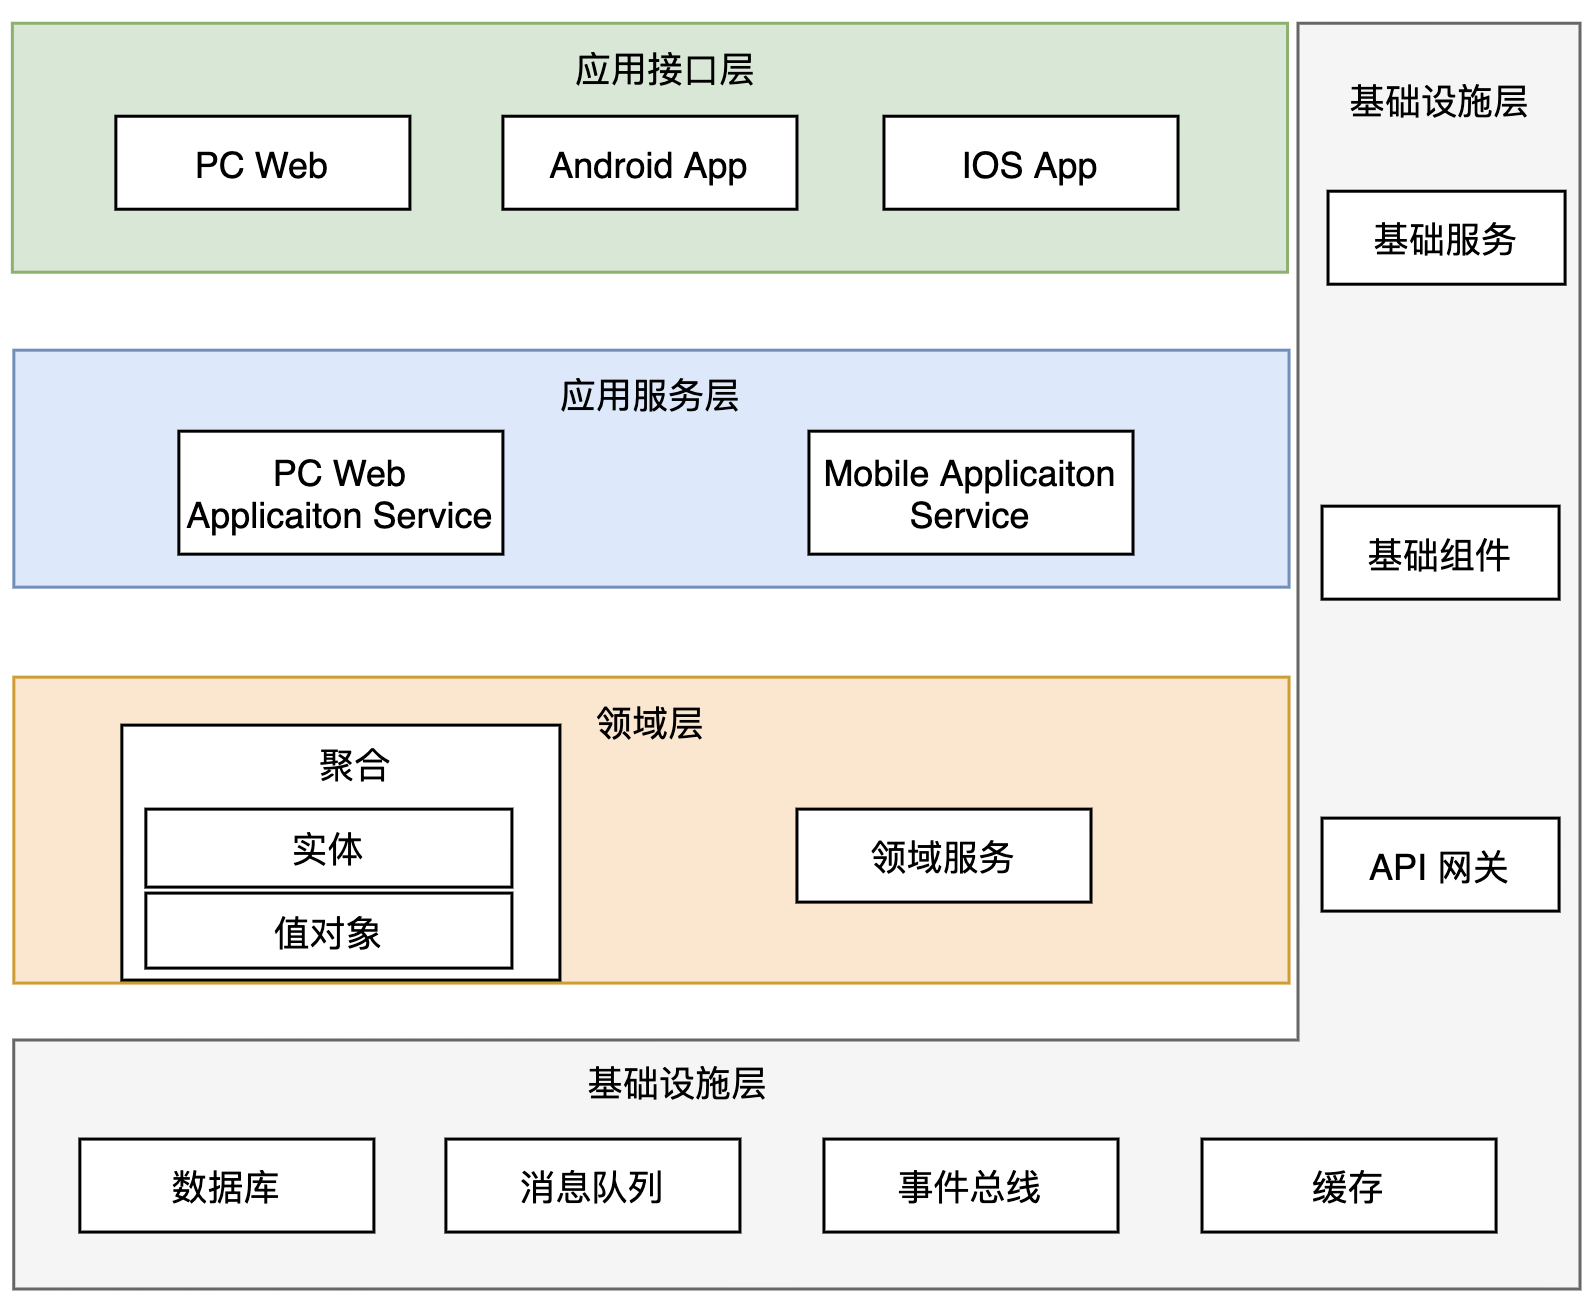 应用接口层
PC Web
Android App
IOS App
应用服务层
PC Web
Applicaiton Service
Mobile Applicaiton
Service
领域层
聚合
实体
值对象
领域服务
基础设施层
基础服务
基础组件
API 网关
基础设施层
数据库
消息队列
事件总线
缓存